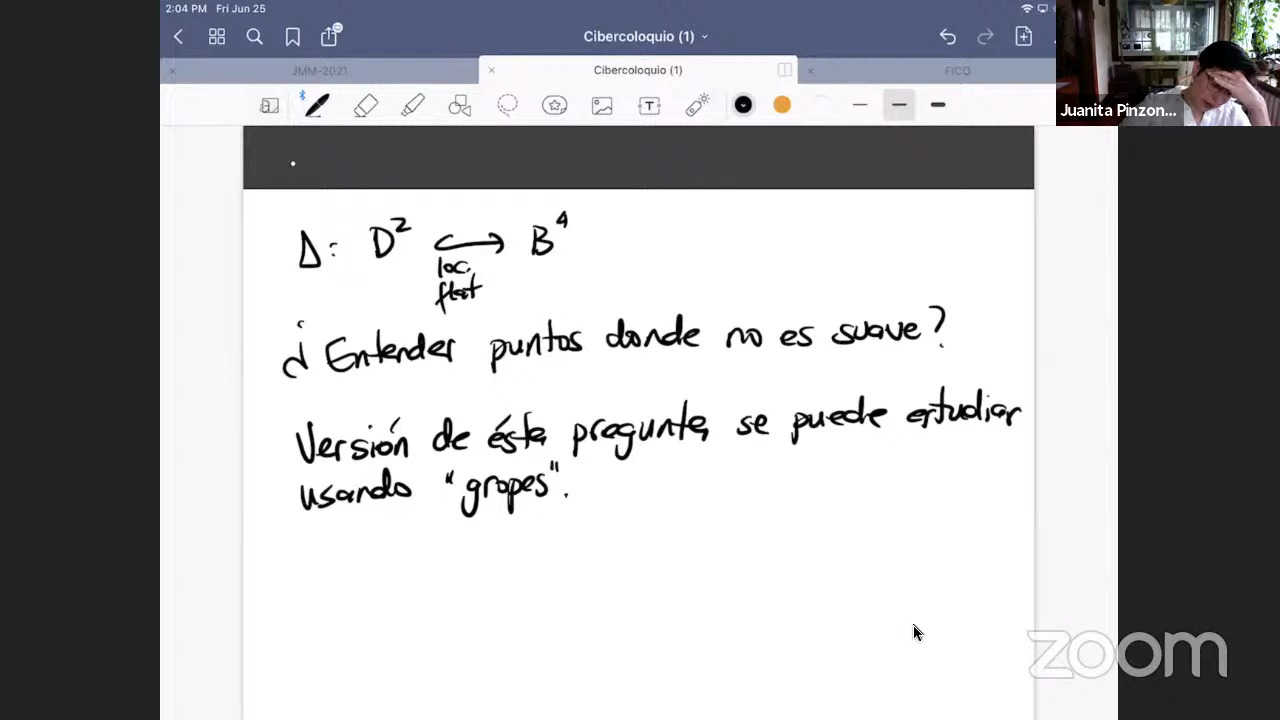 2:04 PM Fri Jun 25
Cibercoloquio (1)
JMM-2021
Cibercoloquio (1)
FICO
Juanita Pinzon...
Δ: D² ↪ B⁴
loc.
flat
¿Entender puntos donde no es suave?
Versión de ésta pregunta se puede estudiar
usando "gropes".
zoom